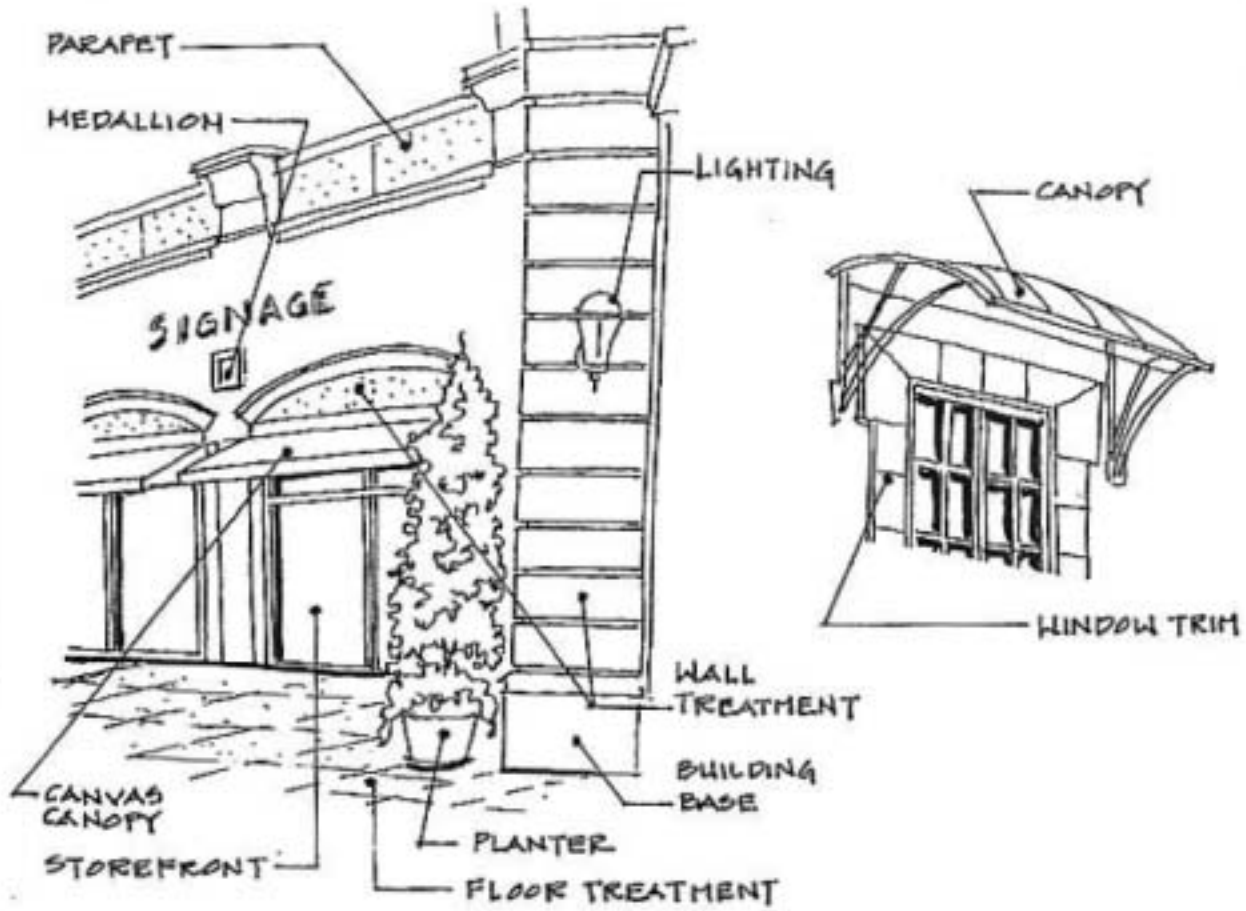 PARAPET
MEDALLION
LIGHTING
CANOPY
SIGNAGE
WINDOW TRIM
WALL
TREATMENT
BUILDING
BASE
CANVAS
CANOPY
PLANTER
STOREFRONT
FLOOR TREATMENT